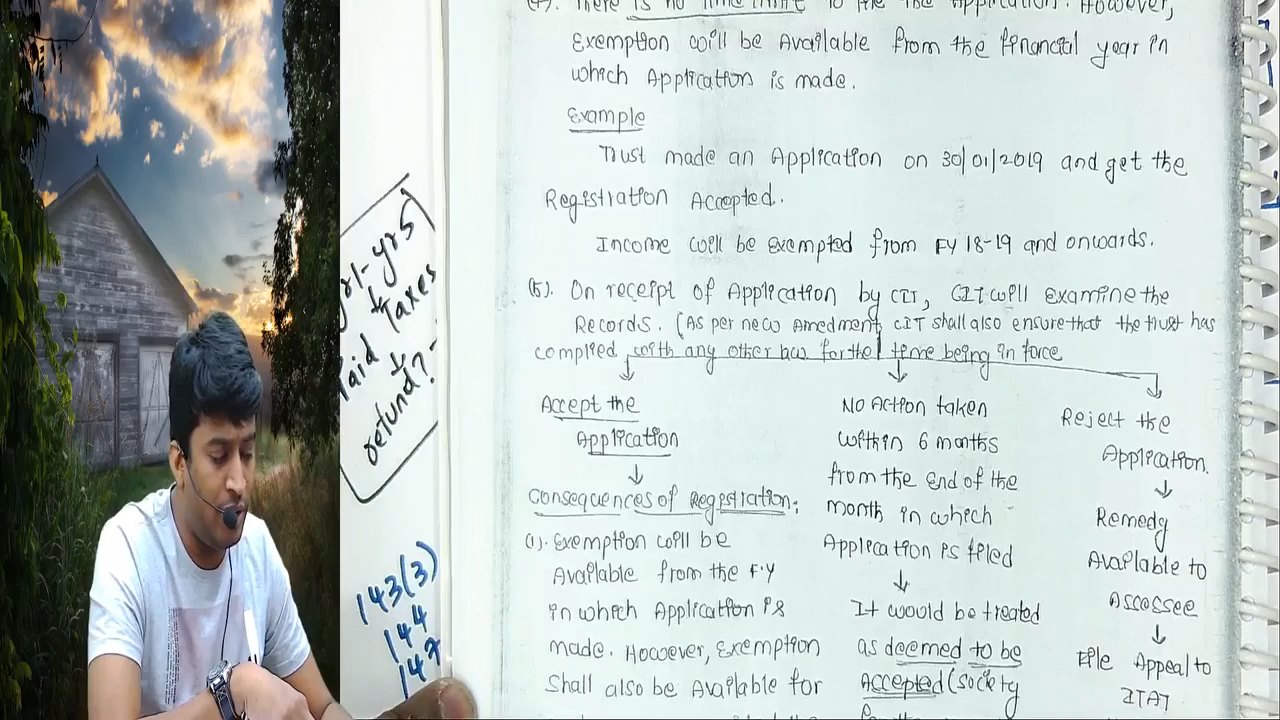 (4). There is no time limit to file the Application. However,
Exemption will be Available from the financial year in
which Application is made.
Example
Trust made an Application on 30/01/2019 and get the
Registration Accepted.
Income will be Exempted from FY 18-19 and onwards.
(5). On receipt of Application by CIT, CIT will Examine the
Records. (As per new Amedment CIT shall also ensure that the trust has
complied with any other law for the time being in force
Accept the
Application
Consequences of Registration:
(1). Exemption will be
Available from the F.Y
in which Application is
made. However, Exemption
Shall also be Available for
No Action taken
within 6 months
from the End of the
month in which
Application is filed
It would be treated
as deemed to be
Accepted (Society
Reject the
Application.
Remedy
Available to
Assessee
File Appeal to
ITAT
yrs
Paid Taxes
refund?
143(3)
144
147